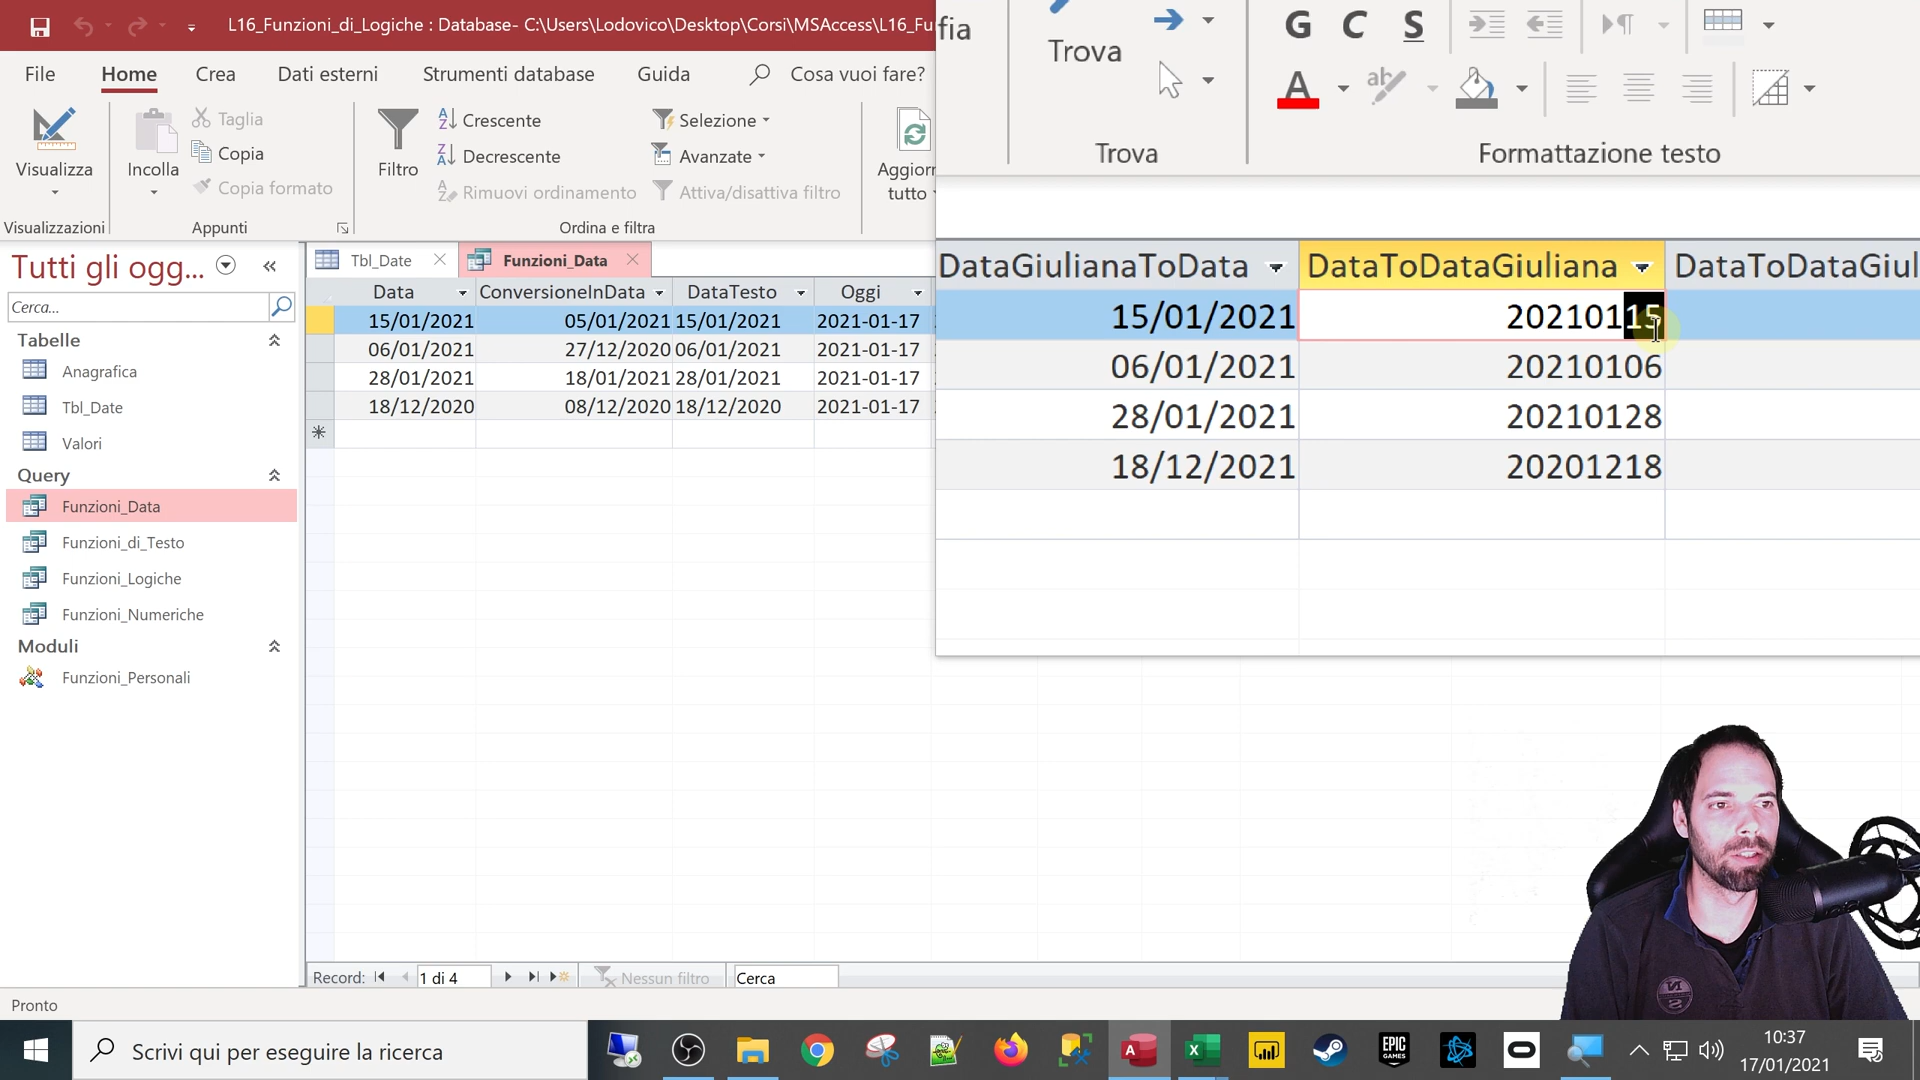 L16_Funzioni_di_Logiche : Database- C:\Users\Lodovico\Desktop\Corsi\MSAccess\L16_Fu
File Home Crea Dati esterni Strumenti database Guida Cosa vuoi fare?
Visualizza
Visualizzazioni
Incolla
Taglia
Copia
Copia formato
Appunti
Filtro
Crescente
Decrescente
Rimuovi ordinamento
Selezione
Avanzate
Attiva/disattiva filtro
Ordina e filtra
Aggior
tutto
fia
Trova
Trova
G C S
A ab
Formattazione testo
Tutti gli ogg...
Cerca...
Tabelle
Anagrafica
Tbl_Date
Valori
Query
Funzioni_Data
Funzioni_di_Testo
Funzioni_Logiche
Funzioni_Numeriche
Moduli
Funzioni_Personali
Tbl_Date Funzioni_Data
Data ConversioneInData DataTesto Oggi
15/01/2021 05/01/2021 15/01/2021 2021-01-17
06/01/2021 27/12/2020 06/01/2021 2021-01-17
28/01/2021 18/01/2021 28/01/2021 2021-01-17
18/12/2020 08/12/2020 18/12/2020 2021-01-17
DataGiulianaToData DataToDataGiuliana DataToDataGiul
15/01/2021 20210115
06/01/2021 20210106
28/01/2021 20210128
18/12/2021 20201218
Record: 1 di 4 Nessun filtro Cerca
Pronto
Scrivi qui per eseguire la ricerca
EPIC
GAMES
10:37
17/01/2021